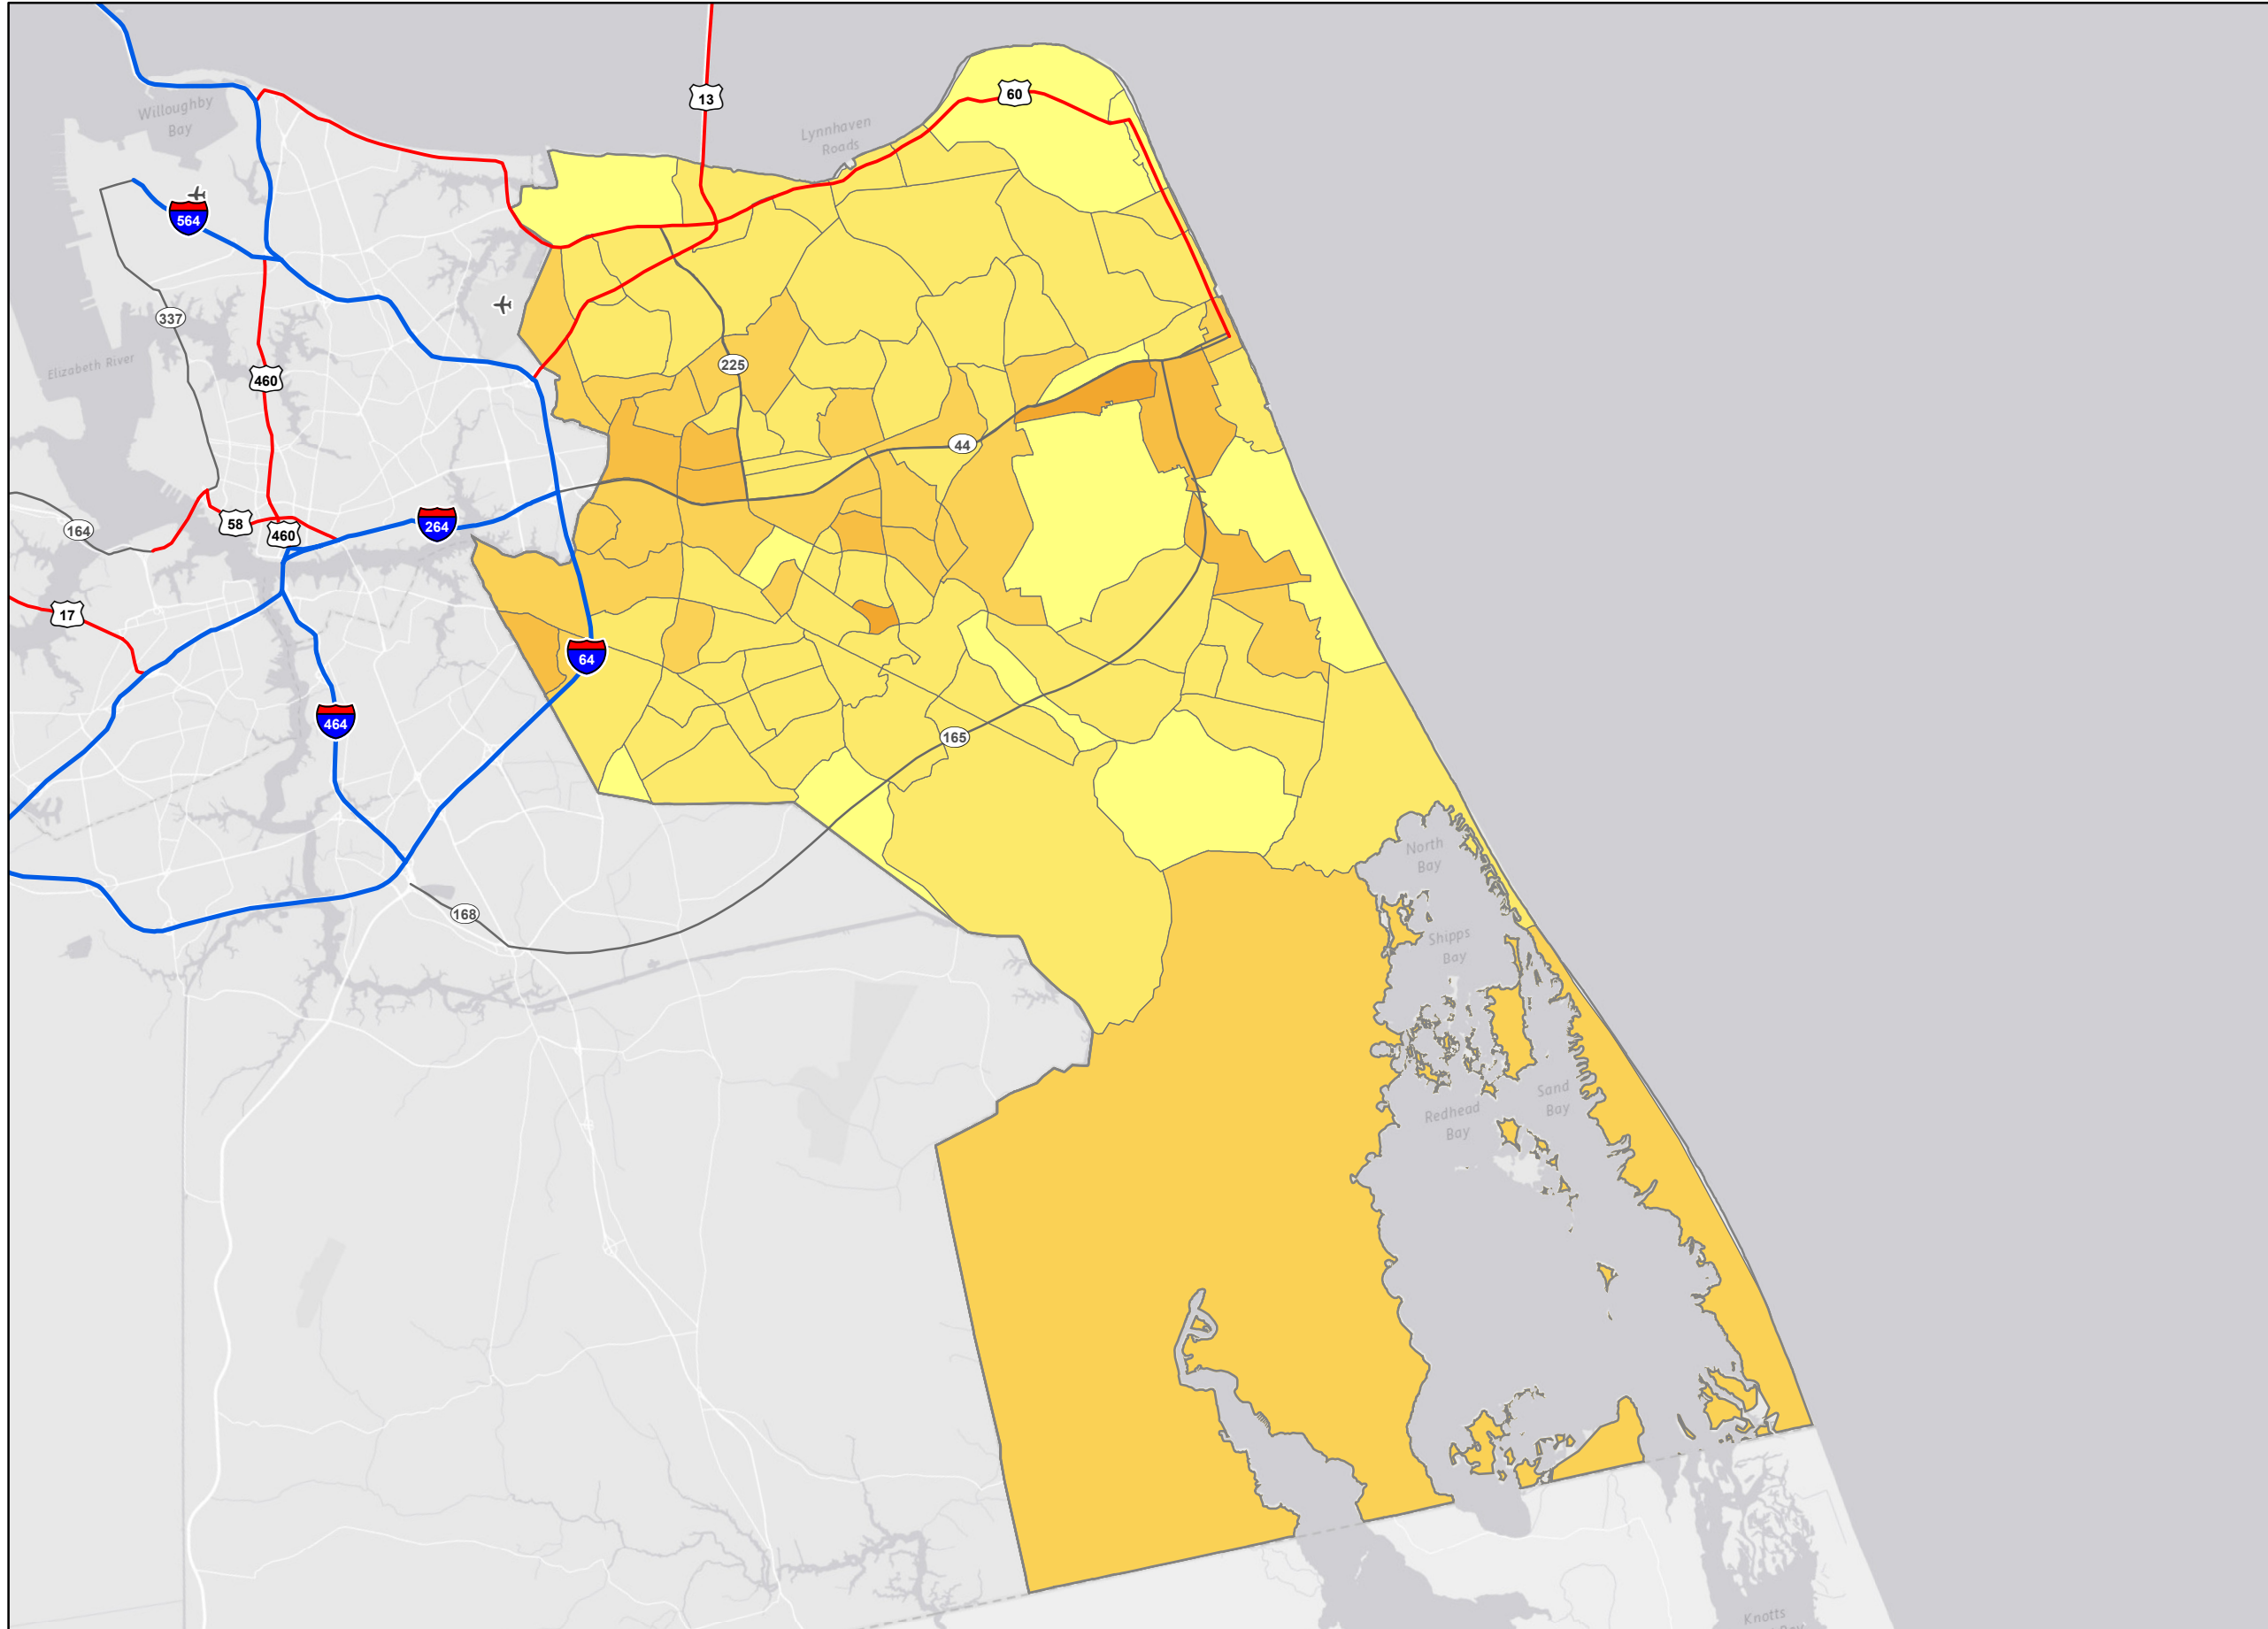 Willoughby
Bay
13
60
Lynnhaven
Roads
564
337
Elizabeth River
460
225
44
164
58
460
264
17
64
464
165
North
Bay
168
Shipps
Bay
Sand
Bay
Redhead
Bay
Knotts